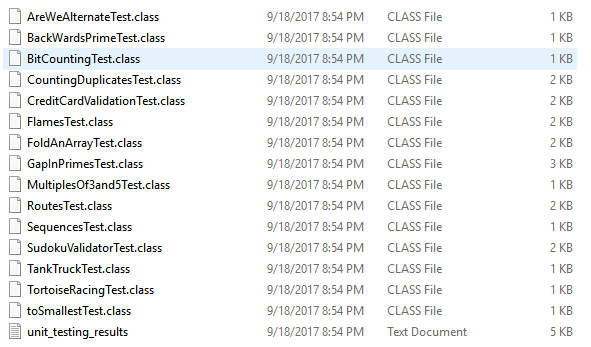 AreWeAlternateTest.class 9/18/2017 8:54 PM CLASS File 1 KB
BackWardsPrimeTest.class 9/18/2017 8:54 PM CLASS File 1 KB
BitCountingTest.class 9/18/2017 8:54 PM CLASS File 1 KB
CountingDuplicatesTest.class 9/18/2017 8:54 PM CLASS File 2 KB
CreditCardValidationTest.class 9/18/2017 8:54 PM CLASS File 2 KB
FlamesTest.class 9/18/2017 8:54 PM CLASS File 2 KB
FoldAnArrayTest.class 9/18/2017 8:54 PM CLASS File 2 KB
GapInPrimesTest.class 9/18/2017 8:54 PM CLASS File 3 KB
MultiplesOf3and5Test.class 9/18/2017 8:54 PM CLASS File 1 KB
RoutesTest.class 9/18/2017 8:54 PM CLASS File 2 KB
SequencesTest.class 9/18/2017 8:54 PM CLASS File 1 KB
SudokuValidatorTest.class 9/18/2017 8:54 PM CLASS File 2 KB
TankTruckTest.class 9/18/2017 8:54 PM CLASS File 1 KB
TortoiseRacingTest.class 9/18/2017 8:54 PM CLASS File 1 KB
toSmallestTest.class 9/18/2017 8:54 PM CLASS File 1 KB
unit_testing_results 9/18/2017 8:54 PM Text Document 5 KB